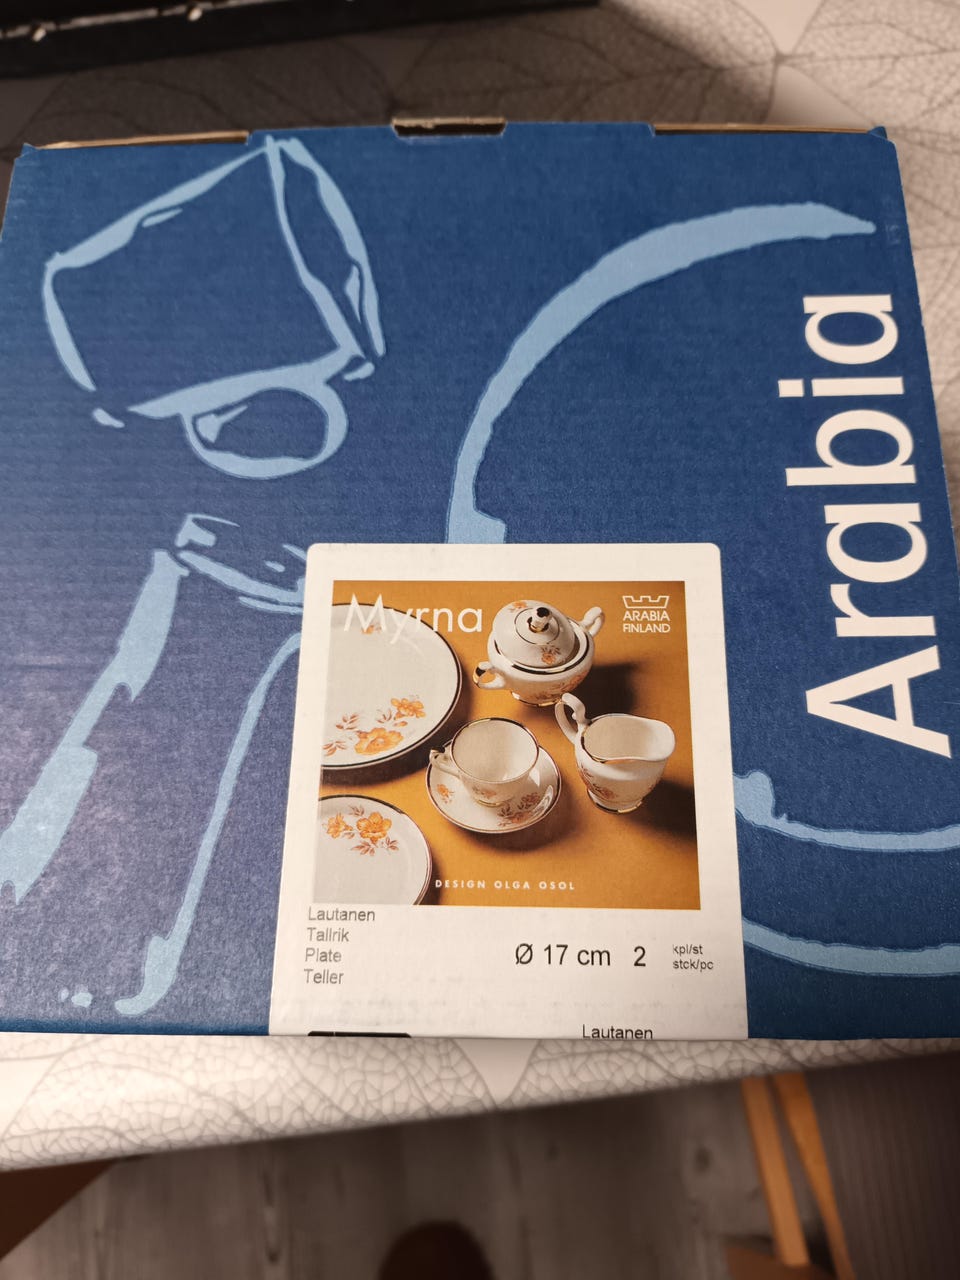 Arabia
Myrna
ARABIA
FINLAND
DESIGN OLGA OSOL
Lautanen
Tallrik
Plate
Teller
Ø 17 cm 2 kpl/st
stck/pc
Lautanen